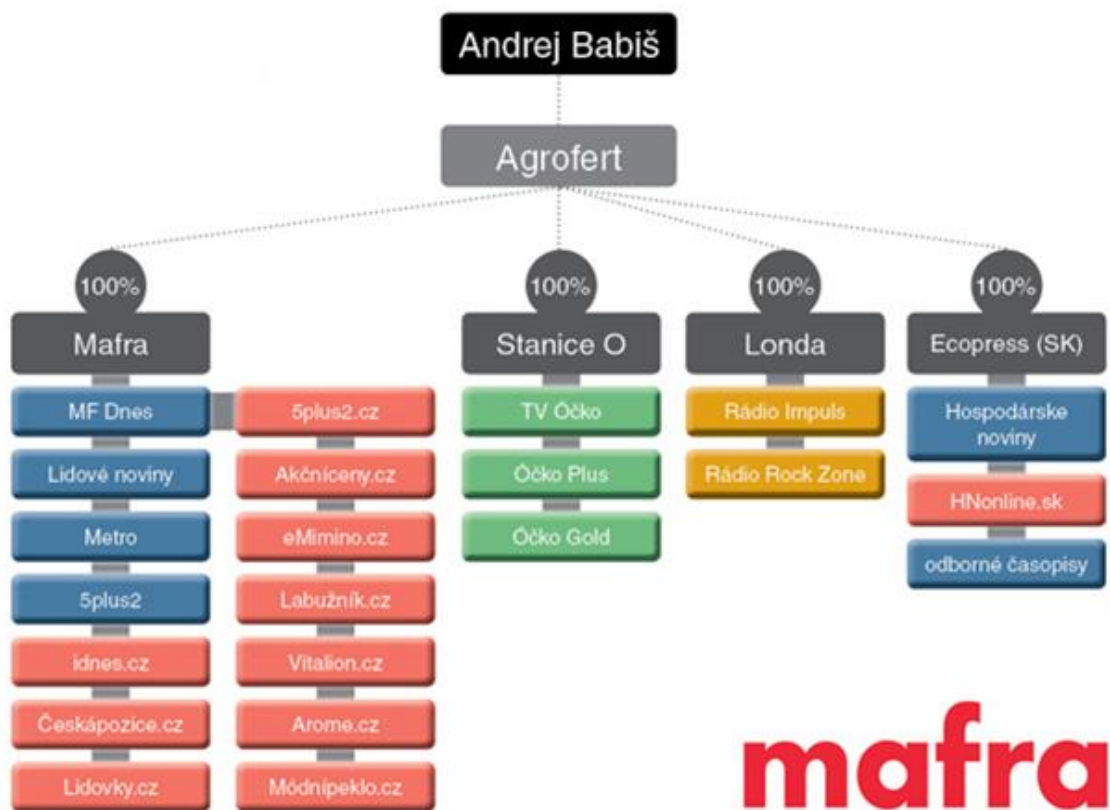 Andrej Babiš
Agrofert
100%
100%
100%
100%
Mafra
Stanice O
Londa
Ecopress (SK)
MF Dnes
Lidové noviny
Metro
5plus2
idnes.cz
Českápozice.cz
Lidovky.cz
5plus2.cz
Akčníceny.cz
eMimino.cz
Labužník.cz
Vitalion.cz
Arome.cz
Módnípeklo.cz
TV Óčko
Óčko Plus
Óčko Gold
Rádio Impuls
Rádio Rock Zone
Hospodárske
noviny
HNonline.sk
odborné časopisy
mafra